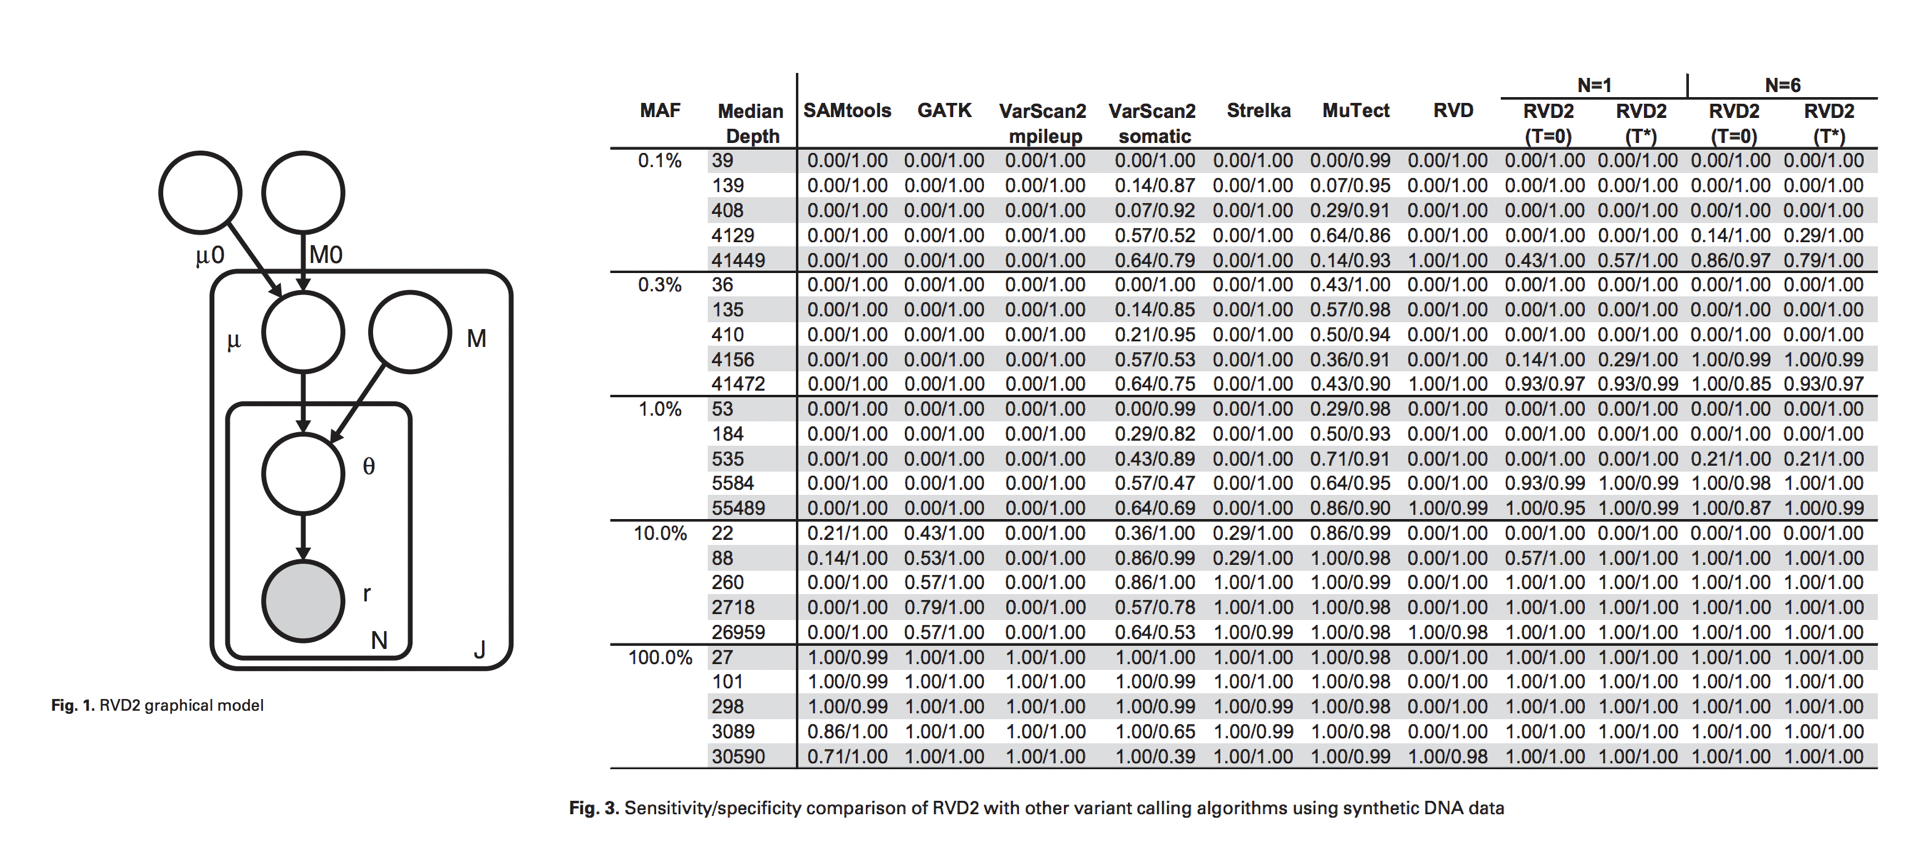 μ0
M0
μ
M
θ
r
N
J
Fig. 1. RVD2 graphical model
N=1 N=6
MAF Median Depth SAMtools GATK VarScan2 mpileup VarScan2 somatic Strelka MuTect RVD RVD2 (T=0) RVD2 (T*) RVD2 (T=0) RVD2 (T*)
0.1% 39 0.00/1.00 0.00/1.00 0.00/1.00 0.00/1.00 0.00/1.00 0.00/0.99 0.00/1.00 0.00/1.00 0.00/1.00 0.00/1.00 0.00/1.00
139 0.00/1.00 0.00/1.00 0.00/1.00 0.14/0.87 0.00/1.00 0.07/0.95 0.00/1.00 0.00/1.00 0.00/1.00 0.00/1.00 0.00/1.00
408 0.00/1.00 0.00/1.00 0.00/1.00 0.07/0.92 0.00/1.00 0.29/0.91 0.00/1.00 0.00/1.00 0.00/1.00 0.00/1.00 0.00/1.00
4129 0.00/1.00 0.00/1.00 0.00/1.00 0.57/0.52 0.00/1.00 0.64/0.86 0.00/1.00 0.00/1.00 0.00/1.00 0.14/1.00 0.29/1.00
41449 0.00/1.00 0.00/1.00 0.00/1.00 0.64/0.79 0.00/1.00 0.14/0.93 1.00/1.00 0.43/1.00 0.57/1.00 0.86/0.97 0.79/1.00
0.3% 36 0.00/1.00 0.00/1.00 0.00/1.00 0.00/1.00 0.00/1.00 0.43/1.00 0.00/1.00 0.00/1.00 0.00/1.00 0.00/1.00 0.00/1.00
135 0.00/1.00 0.00/1.00 0.00/1.00 0.14/0.85 0.00/1.00 0.57/0.98 0.00/1.00 0.00/1.00 0.00/1.00 0.00/1.00 0.00/1.00
410 0.00/1.00 0.00/1.00 0.00/1.00 0.21/0.95 0.00/1.00 0.50/0.94 0.00/1.00 0.00/1.00 0.00/1.00 0.00/1.00 0.00/1.00
4156 0.00/1.00 0.00/1.00 0.00/1.00 0.57/0.53 0.00/1.00 0.36/0.91 0.00/1.00 0.14/1.00 0.29/1.00 1.00/0.99 1.00/0.99
41472 0.00/1.00 0.00/1.00 0.00/1.00 0.64/0.75 0.00/1.00 0.43/0.90 1.00/1.00 0.93/0.97 0.93/0.99 1.00/0.85 0.93/0.97
1.0% 53 0.00/1.00 0.00/1.00 0.00/1.00 0.00/0.99 0.00/1.00 0.29/0.98 0.00/1.00 0.00/1.00 0.00/1.00 0.00/1.00 0.00/1.00
184 0.00/1.00 0.00/1.00 0.00/1.00 0.29/0.82 0.00/1.00 0.50/0.93 0.00/1.00 0.00/1.00 0.00/1.00 0.00/1.00 0.00/1.00
535 0.00/1.00 0.00/1.00 0.00/1.00 0.43/0.89 0.00/1.00 0.71/0.91 0.00/1.00 0.00/1.00 0.00/1.00 0.21/1.00 0.21/1.00
5584 0.00/1.00 0.00/1.00 0.00/1.00 0.57/0.47 0.00/1.00 0.64/0.95 0.00/1.00 0.93/0.99 1.00/0.99 1.00/0.98 1.00/1.00
55489 0.00/1.00 0.00/1.00 0.00/1.00 0.64/0.69 0.00/1.00 0.86/0.90 1.00/0.99 1.00/0.95 1.00/0.99 1.00/0.87 1.00/0.99
10.0% 22 0.21/1.00 0.43/1.00 0.00/1.00 0.36/1.00 0.29/1.00 0.86/0.99 0.00/1.00 0.00/1.00 0.00/1.00 0.00/1.00 0.00/1.00
88 0.14/1.00 0.53/1.00 0.00/1.00 0.86/0.99 0.29/1.00 1.00/0.98 0.00/1.00 0.57/1.00 1.00/1.00 1.00/1.00 1.00/1.00
260 0.00/1.00 0.57/1.00 0.00/1.00 0.86/1.00 1.00/1.00 1.00/0.99 0.00/1.00 1.00/1.00 1.00/1.00 1.00/1.00 1.00/1.00
2718 0.00/1.00 0.79/1.00 0.00/1.00 0.57/0.78 1.00/1.00 1.00/0.98 0.00/1.00 1.00/1.00 1.00/1.00 1.00/1.00 1.00/1.00
26959 0.00/1.00 0.57/1.00 0.00/1.00 0.64/0.53 1.00/0.99 1.00/0.98 1.00/0.98 1.00/1.00 1.00/1.00 1.00/1.00 1.00/1.00
100.0% 27 1.00/0.99 1.00/1.00 1.00/1.00 1.00/1.00 1.00/1.00 1.00/0.98 0.00/1.00 1.00/1.00 1.00/1.00 1.00/1.00 1.00/1.00
101 1.00/0.99 1.00/1.00 1.00/1.00 1.00/0.99 1.00/1.00 1.00/0.98 0.00/1.00 1.00/1.00 1.00/1.00 1.00/1.00 1.00/1.00
298 1.00/0.99 1.00/1.00 1.00/1.00 1.00/0.99 1.00/0.99 1.00/0.98 0.00/1.00 1.00/1.00 1.00/1.00 1.00/1.00 1.00/1.00
3089 0.86/1.00 1.00/1.00 1.00/1.00 1.00/0.65 1.00/0.99 1.00/0.98 0.00/1.00 1.00/1.00 1.00/1.00 1.00/1.00 1.00/1.00
30590 0.71/1.00 1.00/1.00 1.00/1.00 1.00/0.39 1.00/1.00 1.00/0.99 1.00/0.98 1.00/1.00 1.00/1.00 1.00/1.00 1.00/1.00
Fig. 3. Sensitivity/specificity comparison of RVD2 with other variant calling algorithms using synthetic DNA data